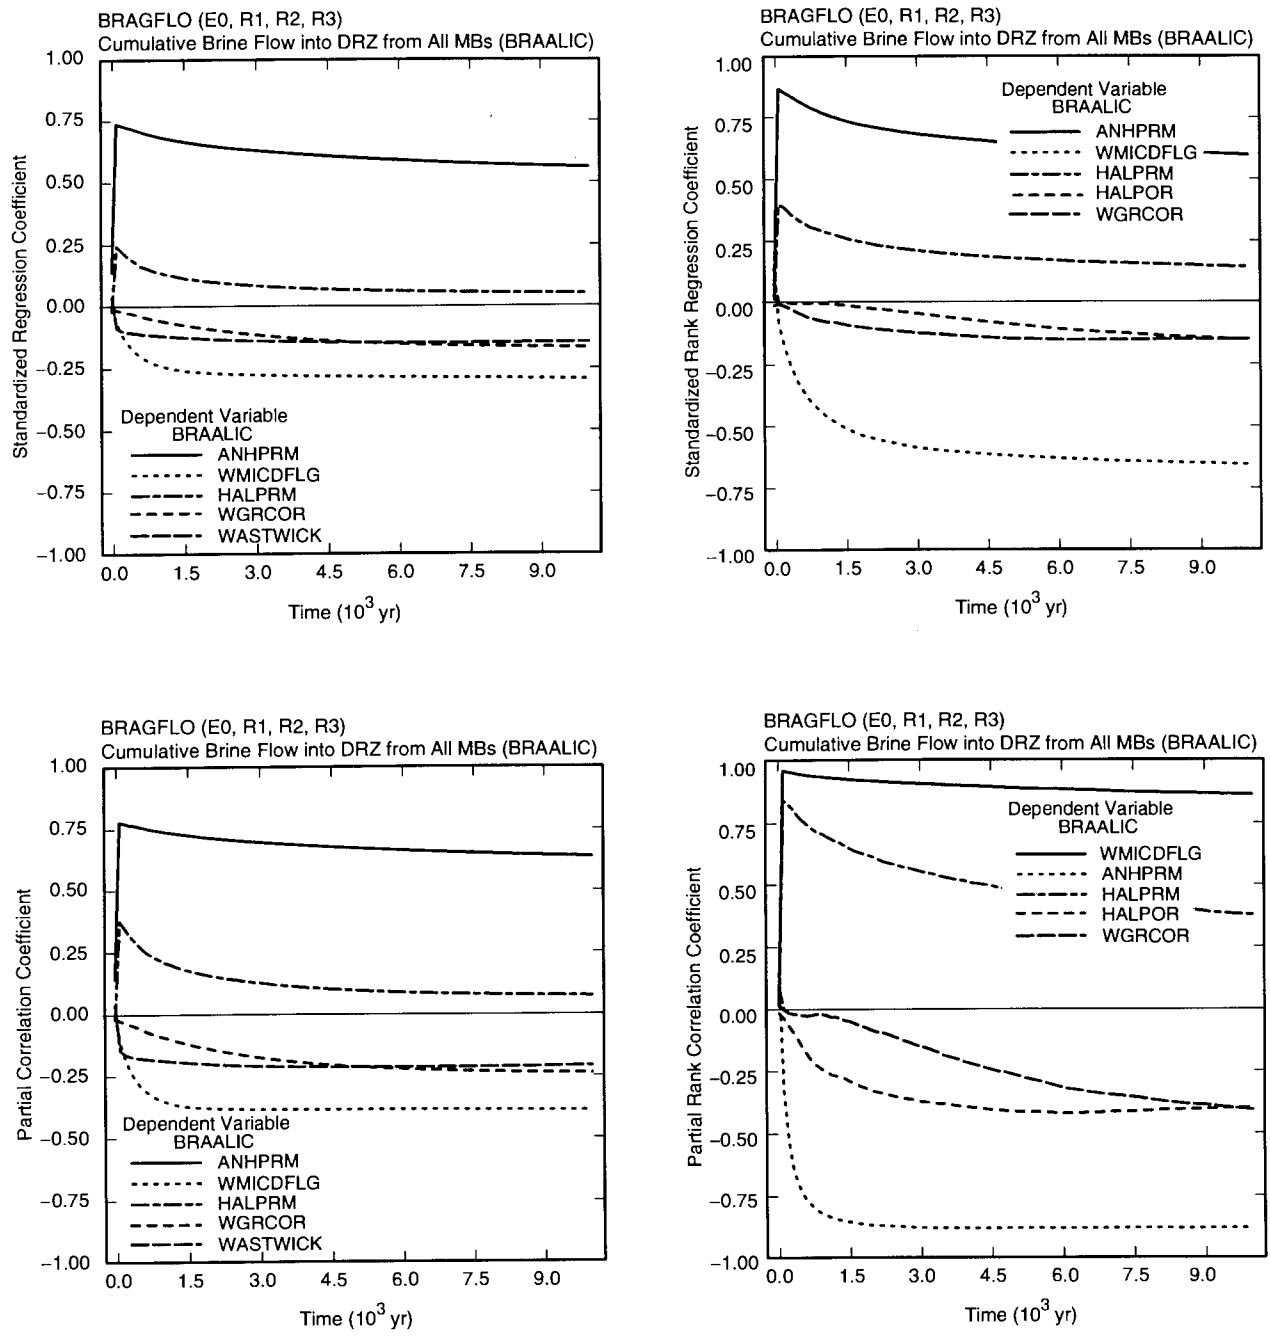 BRAGFLO (E0, R1, R2, R3)
Cumulative Brine Flow into DRZ from All MBs (BRAALIC)
1.00
0.75
0.50
0.25
0.00
−0.25
−0.50
−0.75
−1.00
Standardized Regression Coefficient
Dependent Variable
BRAALIC
ANHPRM
WMICDFLG
HALPRM
WGRCOR
WASTWICK
0.0 1.5 3.0 4.5 6.0 7.5 9.0
Time (10³ yr)
BRAGFLO (E0, R1, R2, R3)
Cumulative Brine Flow into DRZ from All MBs (BRAALIC)
1.00
0.75
0.50
0.25
0.00
−0.25
−0.50
−0.75
−1.00
Standardized Rank Regression Coefficient
Dependent Variable
BRAALIC
ANHPRM
WMICDFLG
HALPRM
HALPOR
WGRCOR
0.0 1.5 3.0 4.5 6.0 7.5 9.0
Time (10³ yr)
BRAGFLO (E0, R1, R2, R3)
Cumulative Brine Flow into DRZ from All MBs (BRAALIC)
1.00
0.75
0.50
0.25
0.00
−0.25
−0.50
−0.75
−1.00
Partial Correlation Coefficient
Dependent Variable
BRAALIC
ANHPRM
WMICDFLG
HALPRM
WGRCOR
WASTWICK
0.0 1.5 3.0 4.5 6.0 7.5 9.0
Time (10³ yr)
BRAGFLO (E0, R1, R2, R3)
Cumulative Brine Flow into DRZ from All MBs (BRAALIC)
1.00
0.75
0.50
0.25
0.00
−0.25
−0.50
−0.75
−1.00
Partial Rank Correlation Coefficient
Dependent Variable
BRAALIC
WMICDFLG
ANHPRM
HALPRM
HALPOR
WGRCOR
0.0 1.5 3.0 4.5 6.0 7.5 9.0
Time (10³ yr)